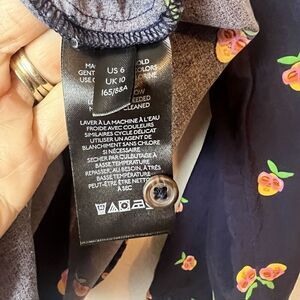 US 6
UK 10
165/88A
LAVER À LA MACHINE À L'EAU
FROIDE AVEC COULEURS
SIMILAIRES CYCLE DÉLICAT
UTILISER UN AGENT DE
BLANCHIMENT SANS CHLORE
SI NÉCESSAIRE
SÉCHER PAR CULBUTAGE À
BASSE TEMPÉRATURE
REPASSER, AU BESOIN, À TRÈS
BASSE TEMPÉRATURE
PEUT-ÊTRE ÊTRE NETTOYÉ
À SEC